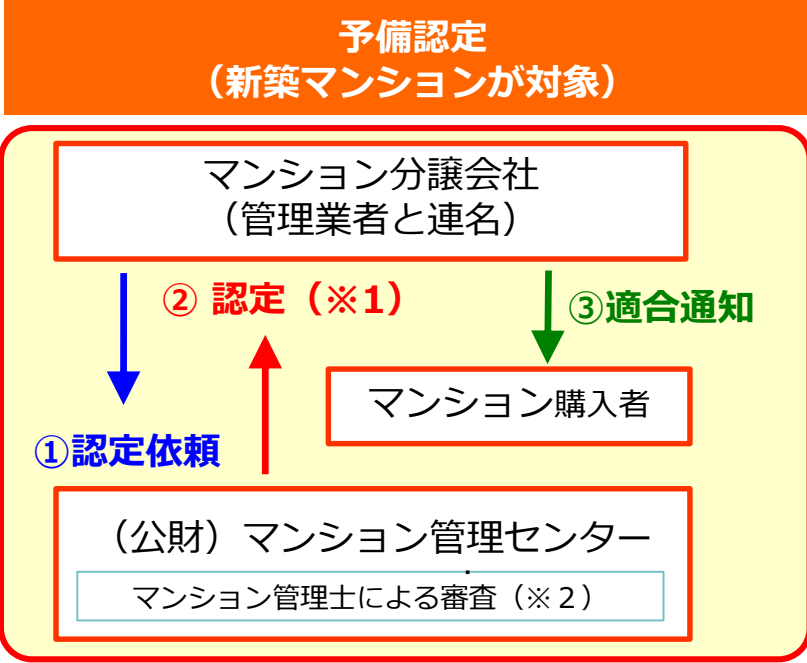 予備認定
（新築マンションが対象）
マンション分譲会社
（管理業者と連名）
② 認定（※1）
③適合通知
マンション購入者
①認定依頼
（公財）マンション管理センター
マンション管理士による審査（※２）